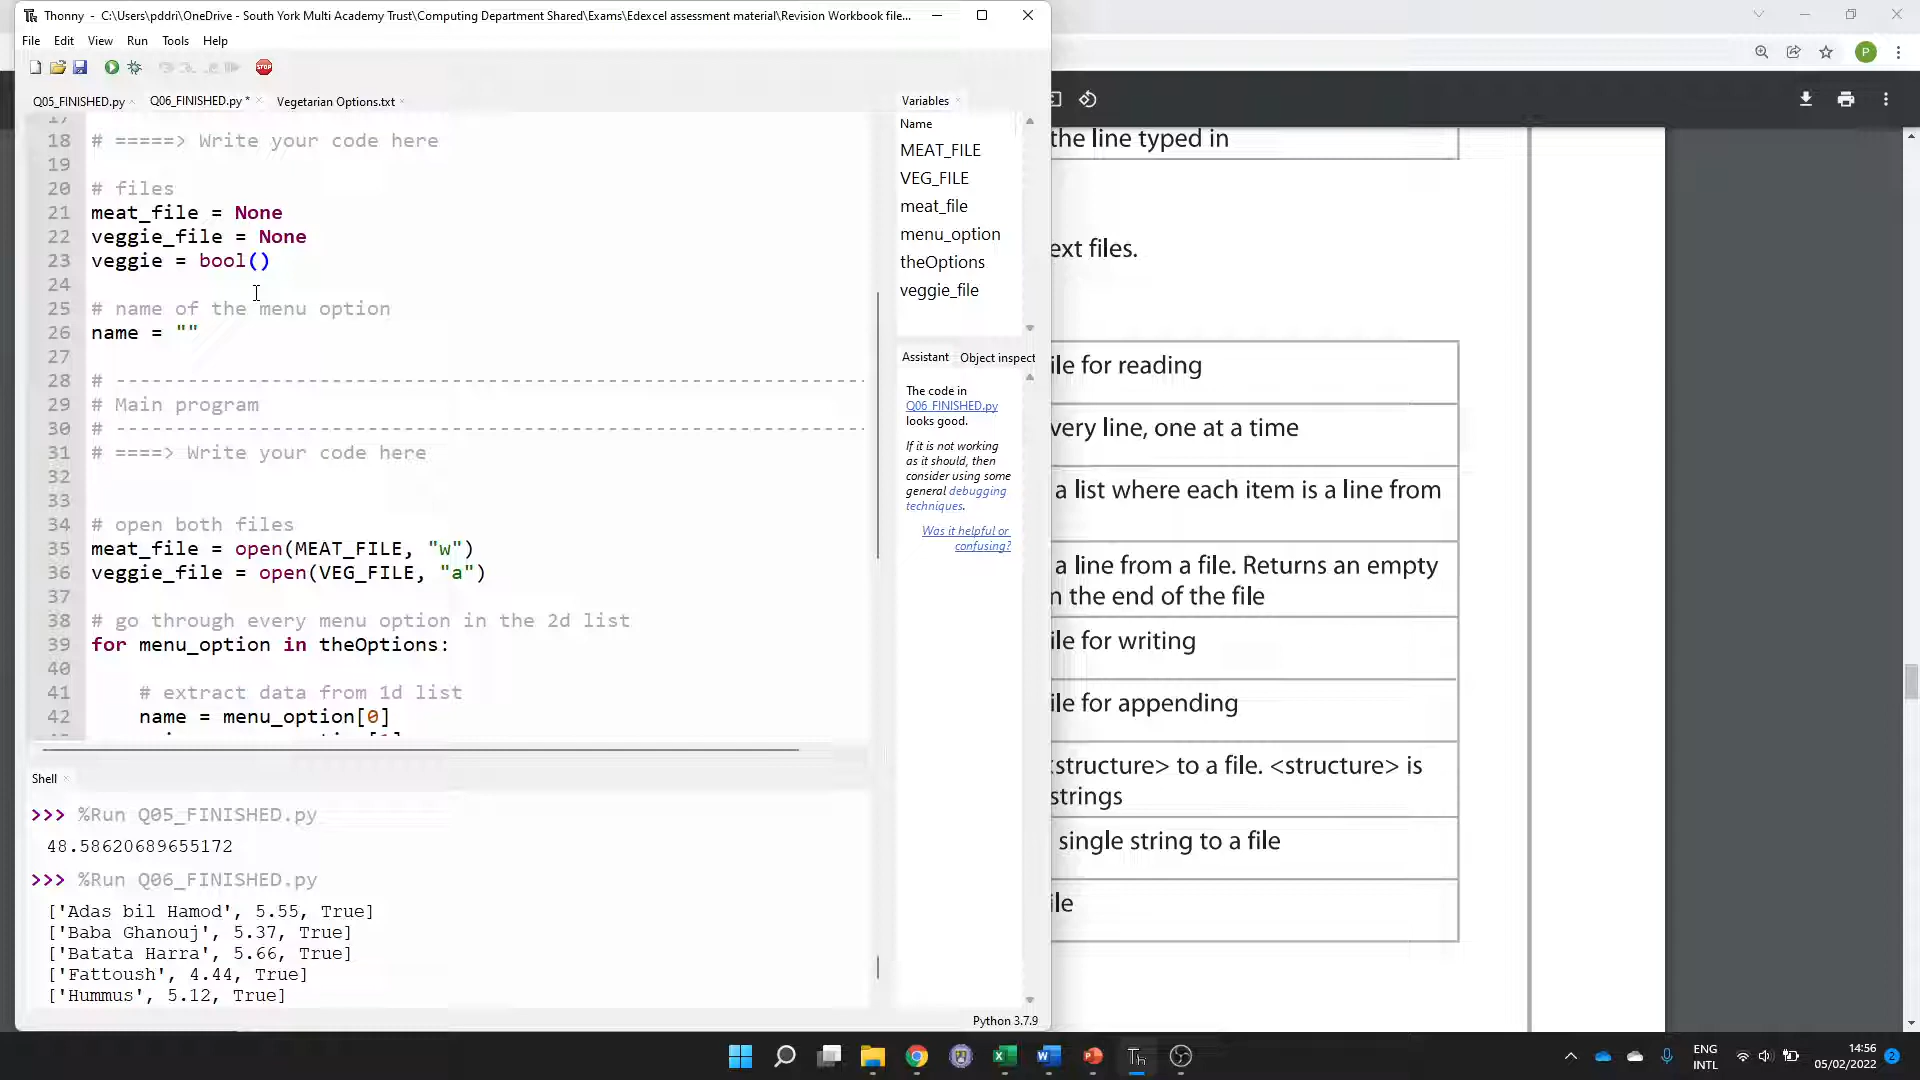 Thonny - C:\Users\pddri\OneDrive - South York Multi Academy Trust\Computing Department Shared\Exams\Edexcel assessment material\Revision Workbook file...
File Edit View Run Tools Help
STOP
Q05_FINISHED.py
Q06_FINISHED.py *
Vegetarian Options.txt
17
18 # =====> Write your code here
19
20 # files
21 meat_file = None
22 veggie_file = None
23 veggie = bool()
24
25 # name of the menu option
26 name = ""
27
28 # ---------------------------------------------------------------
29 # Main program
30 # ---------------------------------------------------------------
31 # ====> Write your code here
32
33
34 # open both files
35 meat_file = open(MEAT_FILE, "w")
36 veggie_file = open(VEG_FILE, "a")
37
38 # go through every menu option in the 2d list
39 for menu_option in theOptions:
40
41 # extract data from 1d list
42 name = menu_option[0]
Shell
>>> %Run Q05_FINISHED.py
48.58620689655172
>>> %Run Q06_FINISHED.py
['Adas bil Hamod', 5.55, True]
['Baba Ghanouj', 5.37, True]
['Batata Harra', 5.66, True]
['Fattoush', 4.44, True]
['Hummus', 5.12, True]
Variables
Name
MEAT_FILE
VEG_FILE
meat_file
menu_option
theOptions
veggie_file
Assistant Object inspect
The code in
Q06 FINISHED.py
looks good.
If it is not working
as it should, then
consider using some
general debugging
techniques.
Was it helpful or
confusing?
Python 3.7.9
P
the line typed in
ext files.
ile for reading
very line, one at a time
a list where each item is a line from
a line from a file. Returns an empty
n the end of the file
ile for writing
ile for appending
<structure> to a file. <structure> is
strings
single string to a file
ile
ENG
INTL
14:56
05/02/2022
2